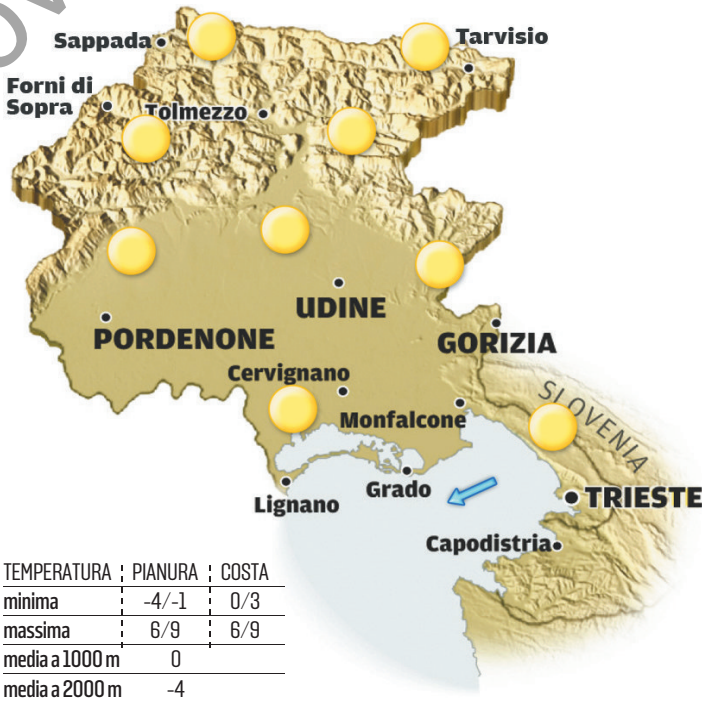 Sappada
Tarvisio
Forni di
Sopra
Tolmezzo
UDINE
PORDENONE
GORIZIA
Cervignano
Monfalcone
SLOVENIA
Lignano
Grado
TRIESTE
Capodistria
TEMPERATURA PIANURA COSTA
minima -4/-1 0/3
massima 6/9 6/9
media a 1000 m 0
media a 2000 m -4